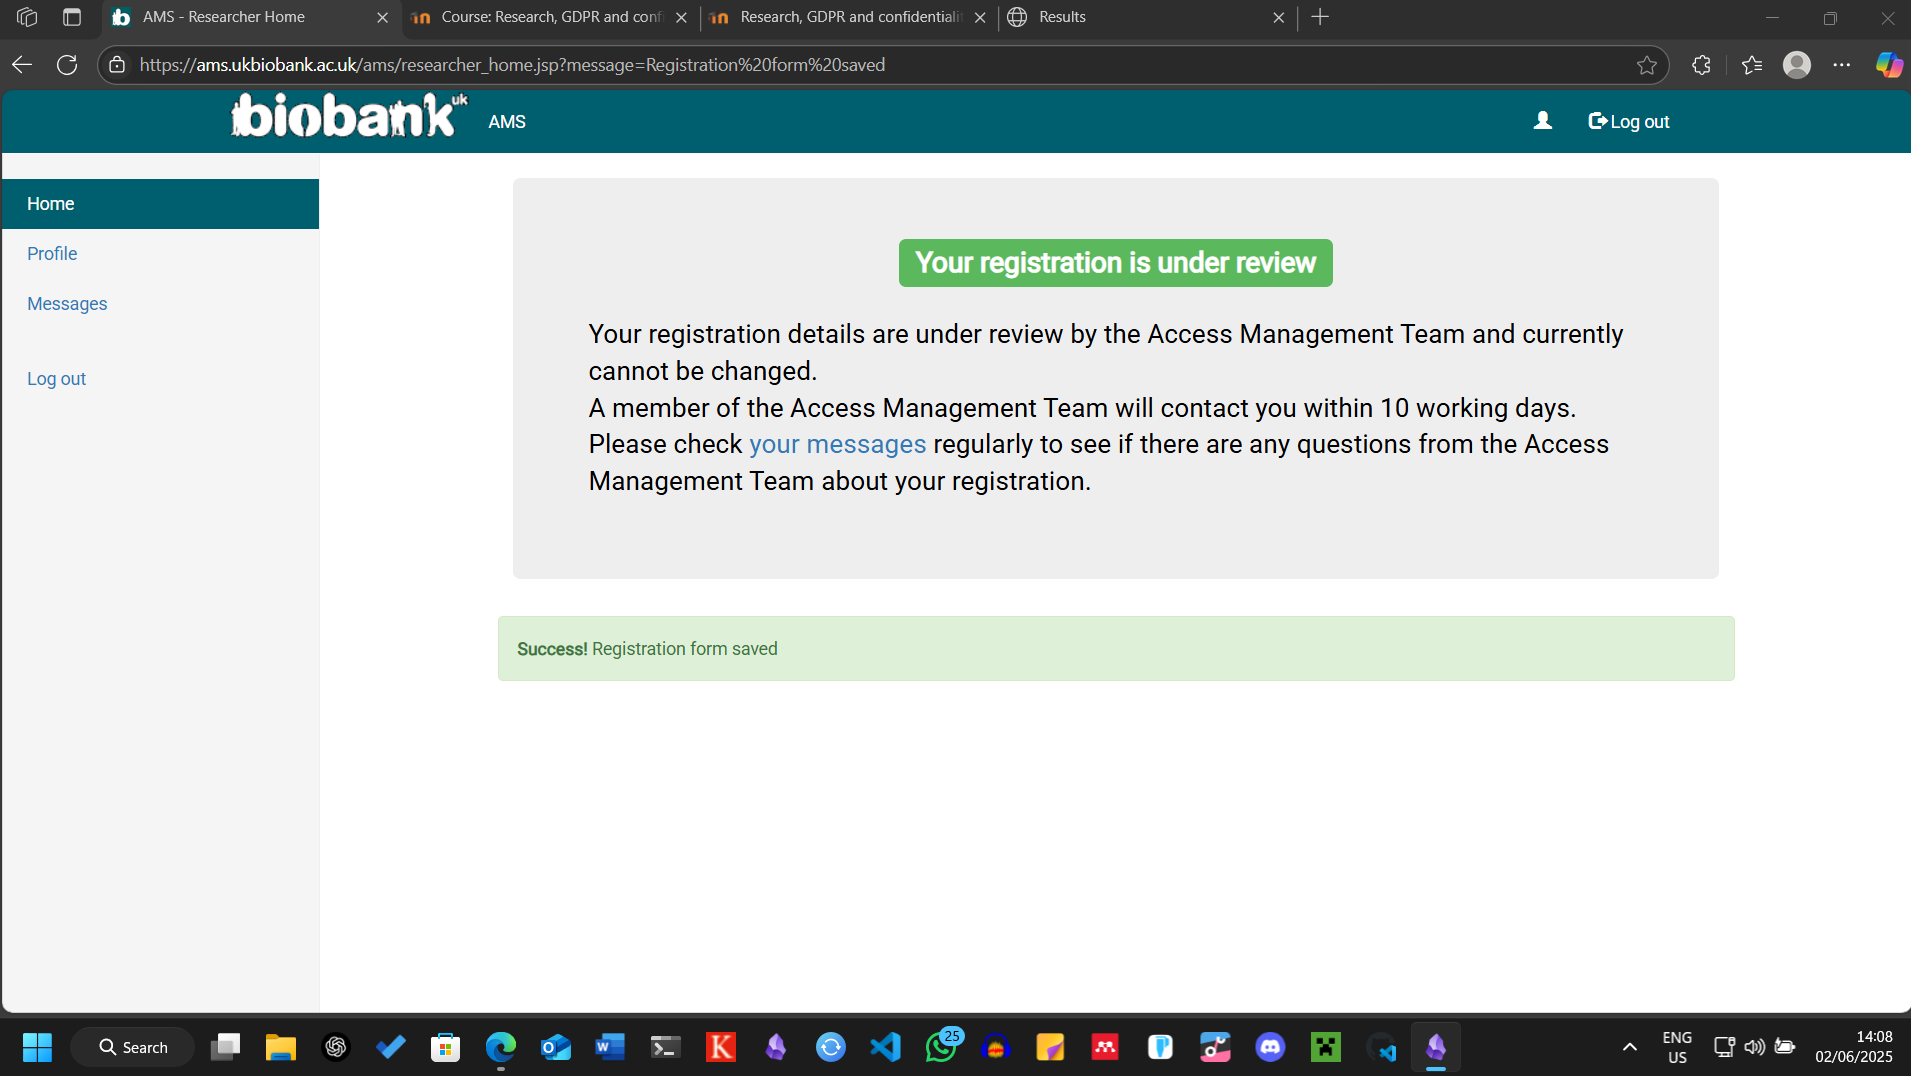 AMS - Researcher Home
Course: Research, GDPR and confi
Research, GDPR and confidentialit
Results
https://ams.ukbiobank.ac.uk/ams/researcher_home.jsp?message=Registration%20form%20saved
biobank uk
AMS
Log out
Home
Profile
Messages
Log out
Your registration is under review
Your registration details are under review by the Access Management Team and currently
cannot be changed.
A member of the Access Management Team will contact you within 10 working days.
Please check your messages regularly to see if there are any questions from the Access
Management Team about your registration.
Success! Registration form saved
Search
25
ENG
US
14:08
02/06/2025